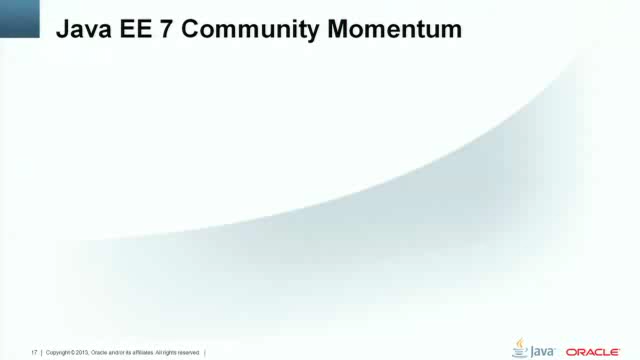 Java EE 7 Community Momentum
17 | Copyright © 2013, Oracle and/or its affiliates. All rights reserved. |
Java
ORACLE